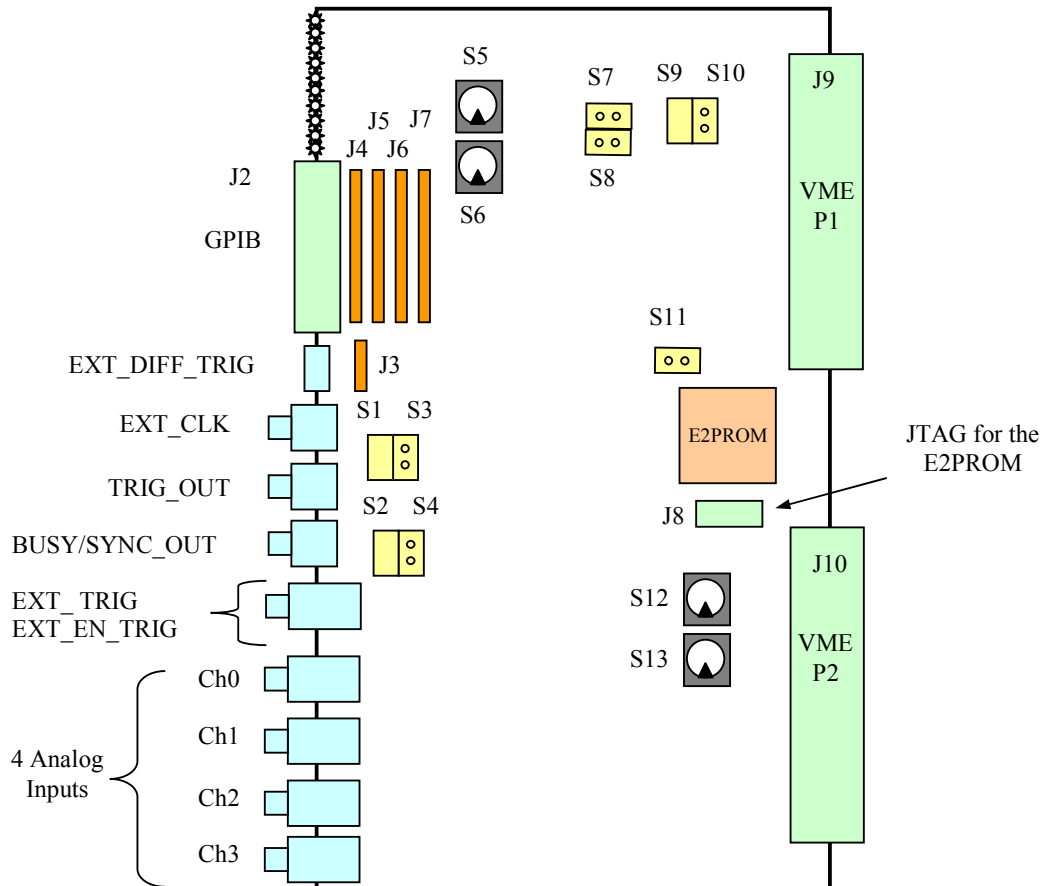 S5
S7
S9 S10
J9
J5 J7
J4 J6
J2
S8
VME
P1
S6
GPIB
S11
EXT_DIFF_TRIG
J3
S1 S3
EXT_CLK
E2PROM
JTAG for the
E2PROM
TRIG_OUT
S2 S4
J8
BUSY/SYNC_OUT
J10
EXT_ TRIG
EXT_EN_TRIG
S12
S13
VME
P2
Ch0
Ch1
4 Analog
Inputs
Ch2
Ch3